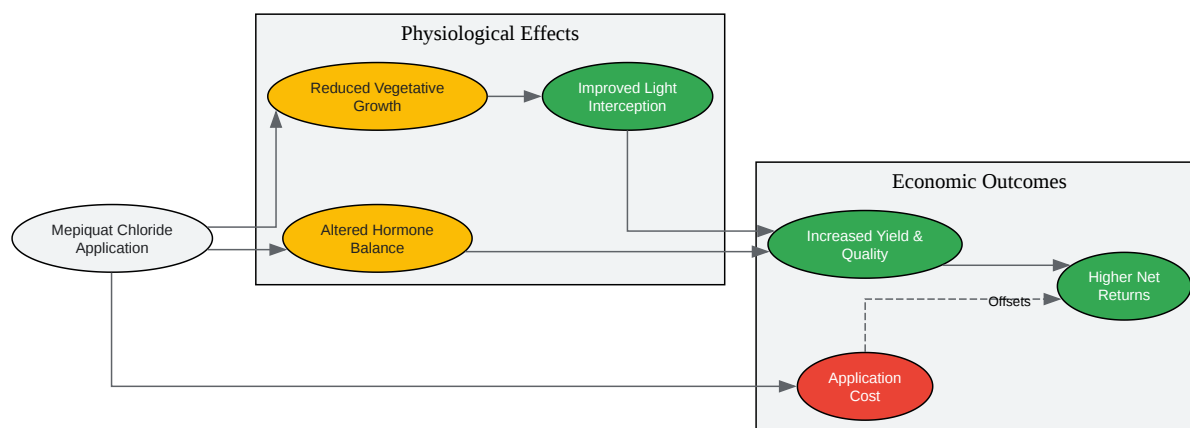 Physiological Effects
Reduced Vegetative
Growth
Improved Light
Interception
Economic Outcomes
Mepiquat Chloride
Application
Altered Hormone
Balance
Increased Yield &
Quality
Higher Net
Returns
Offsets
Application
Cost